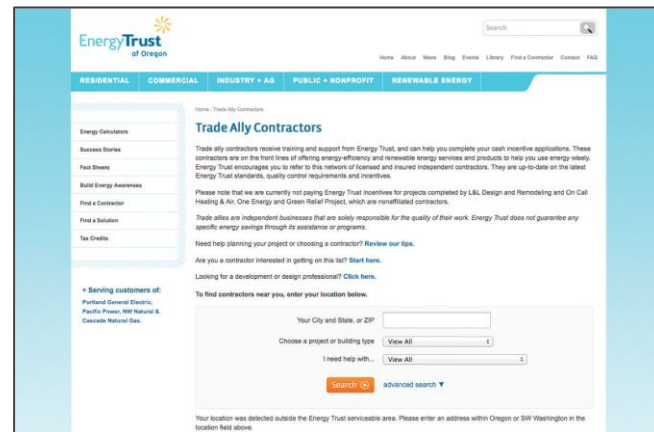 Search
EnergyTrust
of Oregon
Home About News Blog Events Library Find a Contractor Contact FAQ
RESIDENTIAL COMMERCIAL INDUSTRY + AG PUBLIC + NONPROFIT RENEWABLE ENERGY
Home / Trade Ally Contractors
Energy Calculators
Success Stories
Fact Sheets
Build Energy Awareness
Find a Contractor
Find a Solution
Tax Credits
+ Serving customers of:
Portland General Electric,
Pacific Power, NW Natural &
Cascade Natural Gas.
Trade Ally Contractors
Trade ally contractors receive training and support from Energy Trust, and can help you complete your cash incentive applications. These
contractors are on the front lines of offering energy-efficiency and renewable energy services and products to help you use energy wisely.
Energy Trust encourages you to refer to this network of licensed and insured independent contractors. They are up-to-date on the latest
Energy Trust standards, quality control requirements and incentives.
Please note that we are currently not paying Energy Trust incentives for projects completed by L&L Design and Remodeling and On Call
Heating & Air, One Energy and Green Relief Project, which are nonaffiliated contractors.
Trade allies are independent businesses that are solely responsible for the quality of their work. Energy Trust does not guarantee any
specific energy savings through its assistance or programs.
Need help planning your project or choosing a contractor? Review our tips.
Are you a contractor interested in getting on this list? Start here.
Looking for a development or design professional? Click here.
To find contractors near you, enter your location below.
Your City and State, or ZIP
Choose a project or building type View All
I need help with... View All
Search advanced search ▼
Your location was detected outside the Energy Trust serviceable area. Please enter an address within Oregon or SW Washington in the
location field above.